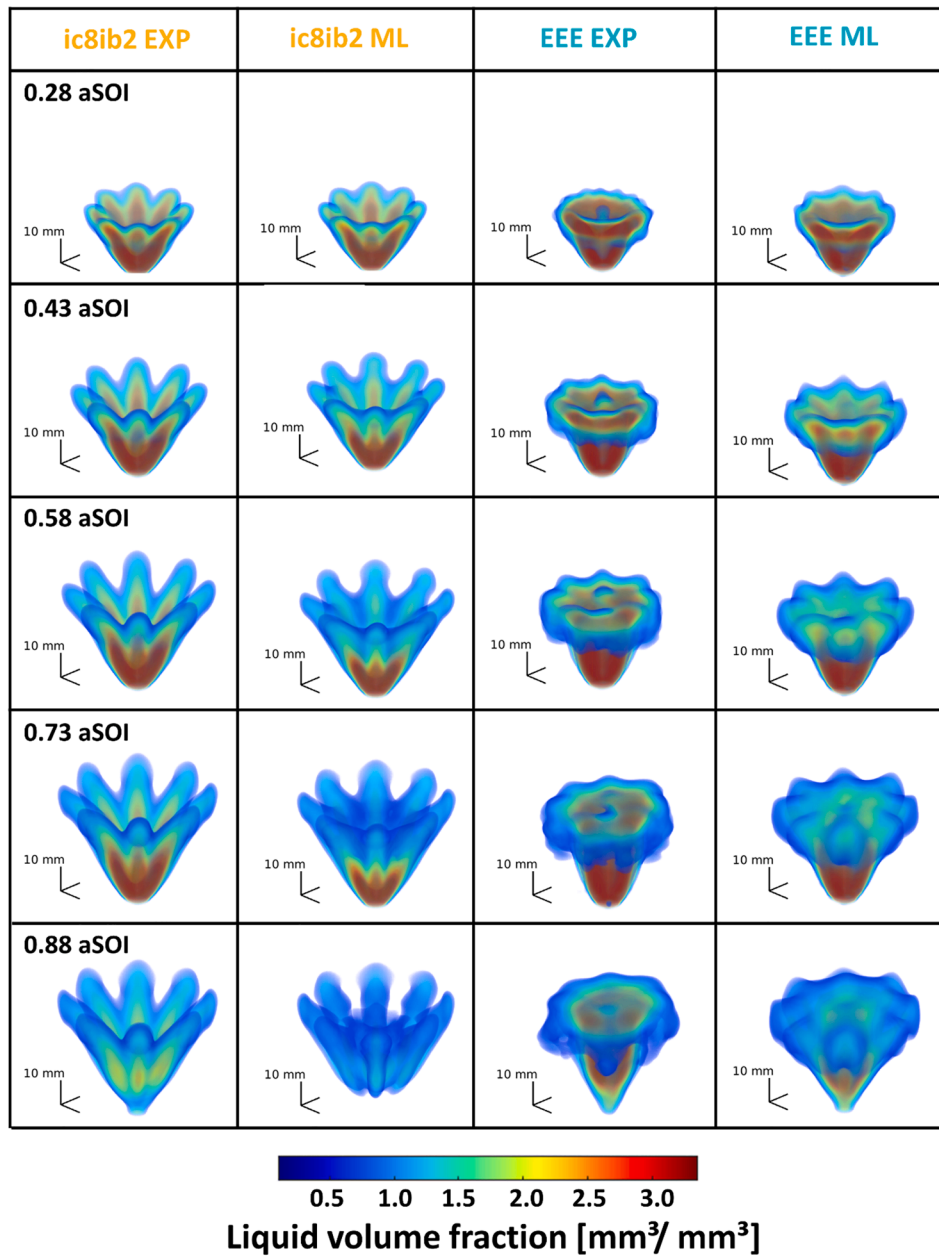 ic8ib2 EXP ic8ib2 ML EEE EXP EEE ML
0.28 aSOI
10 mm 10 mm 10 mm 10 mm
0.43 aSOI
10 mm 10 mm 10 mm 10 mm
0.58 aSOI
10 mm 10 mm 10 mm 10 mm
0.73 aSOI
10 mm 10 mm 10 mm 10 mm
0.88 aSOI
10 mm 10 mm 10 mm 10 mm
0.5 1.0 1.5 2.0 2.5 3.0
Liquid volume fraction [mm³/ mm³]